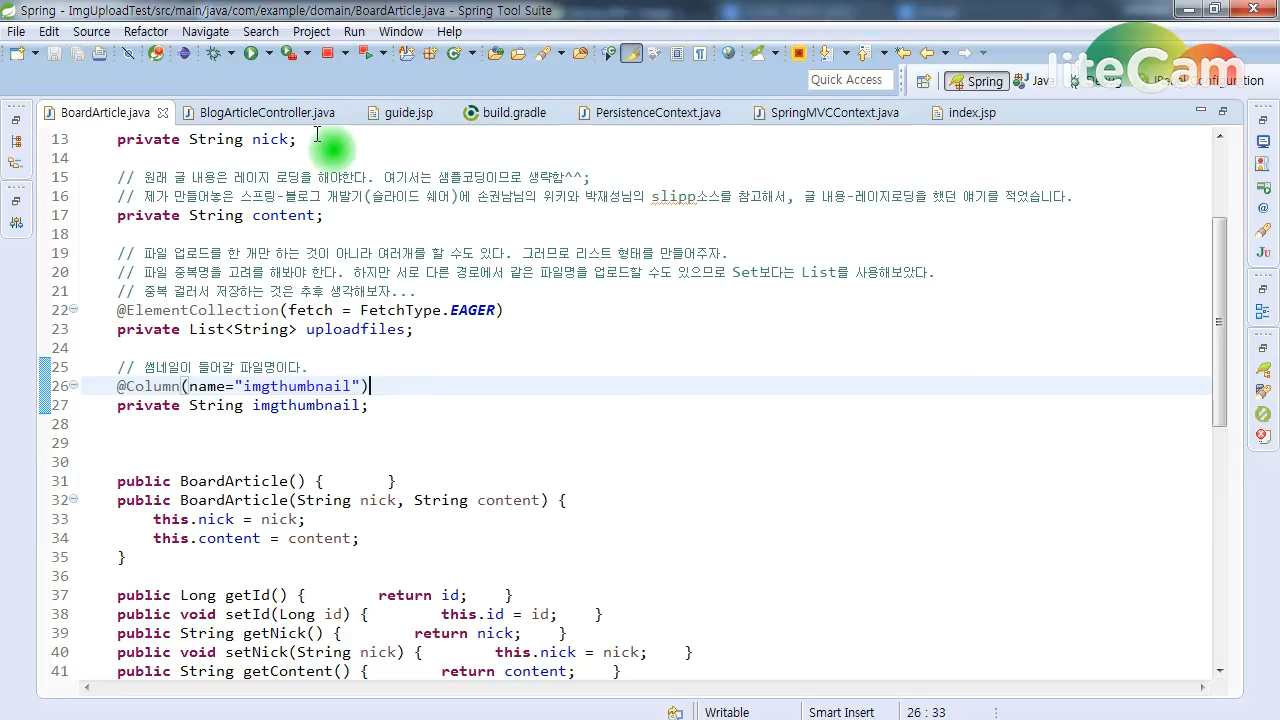 Spring - ImgUploadTest/src/main/java/com/example/domain/BoardArticle.java - Spring Tool Suite
File Edit Source Refactor Navigate Search Project Run Window Help
Quick Access Spring Java Configuration
liteCam
BoardArticle.java BlogArticleController.java guide.jsp build.gradle PersistenceContext.java SpringMVCContext.java index.jsp
13 private String nick;
14
15 // 원래 글 내용은 레이지 로딩을 해야한다. 여기서는 샘플코딩이므로 생략함^^;
16 // 제가 만들어놓은 스프링-블로그 개발기(슬라이드 쉐어)에 손권남님의 위키와 박재성님의 slipp소스를 참고해서, 글 내용-레이지로딩을 했던 얘기를 적었습니다.
17 private String content;
18
19 // 파일 업로드를 한 개만 하는 것이 아니라 여러개를 할 수도 있다. 그러므로 리스트 형태를 만들어주자.
20 // 파일 중복명을 고려를 해봐야 한다. 하지만 서로 다른 경로에서 같은 파일명을 업로드할 수도 있으므로 Set보다는 List를 사용해보았다.
21 // 중복 걸러서 저장하는 것은 추후 생각해보자...
22 @ElementCollection(fetch = FetchType.EAGER)
23 private List<String> uploadfiles;
24
25 // 썸네일이 들어갈 파일명이다.
26 @Column(name="imgthumbnail")
27 private String imgthumbnail;
28
29
30
31 public BoardArticle() { }
32 public BoardArticle(String nick, String content) {
33 this.nick = nick;
34 this.content = content;
35 }
36
37 public Long getId() { return id; }
38 public void setId(Long id) { this.id = id; }
39 public String getNick() { return nick; }
40 public void setNick(String nick) { this.nick = nick; }
41 public String getContent() { return content; }
Writable Smart Insert 26 : 33